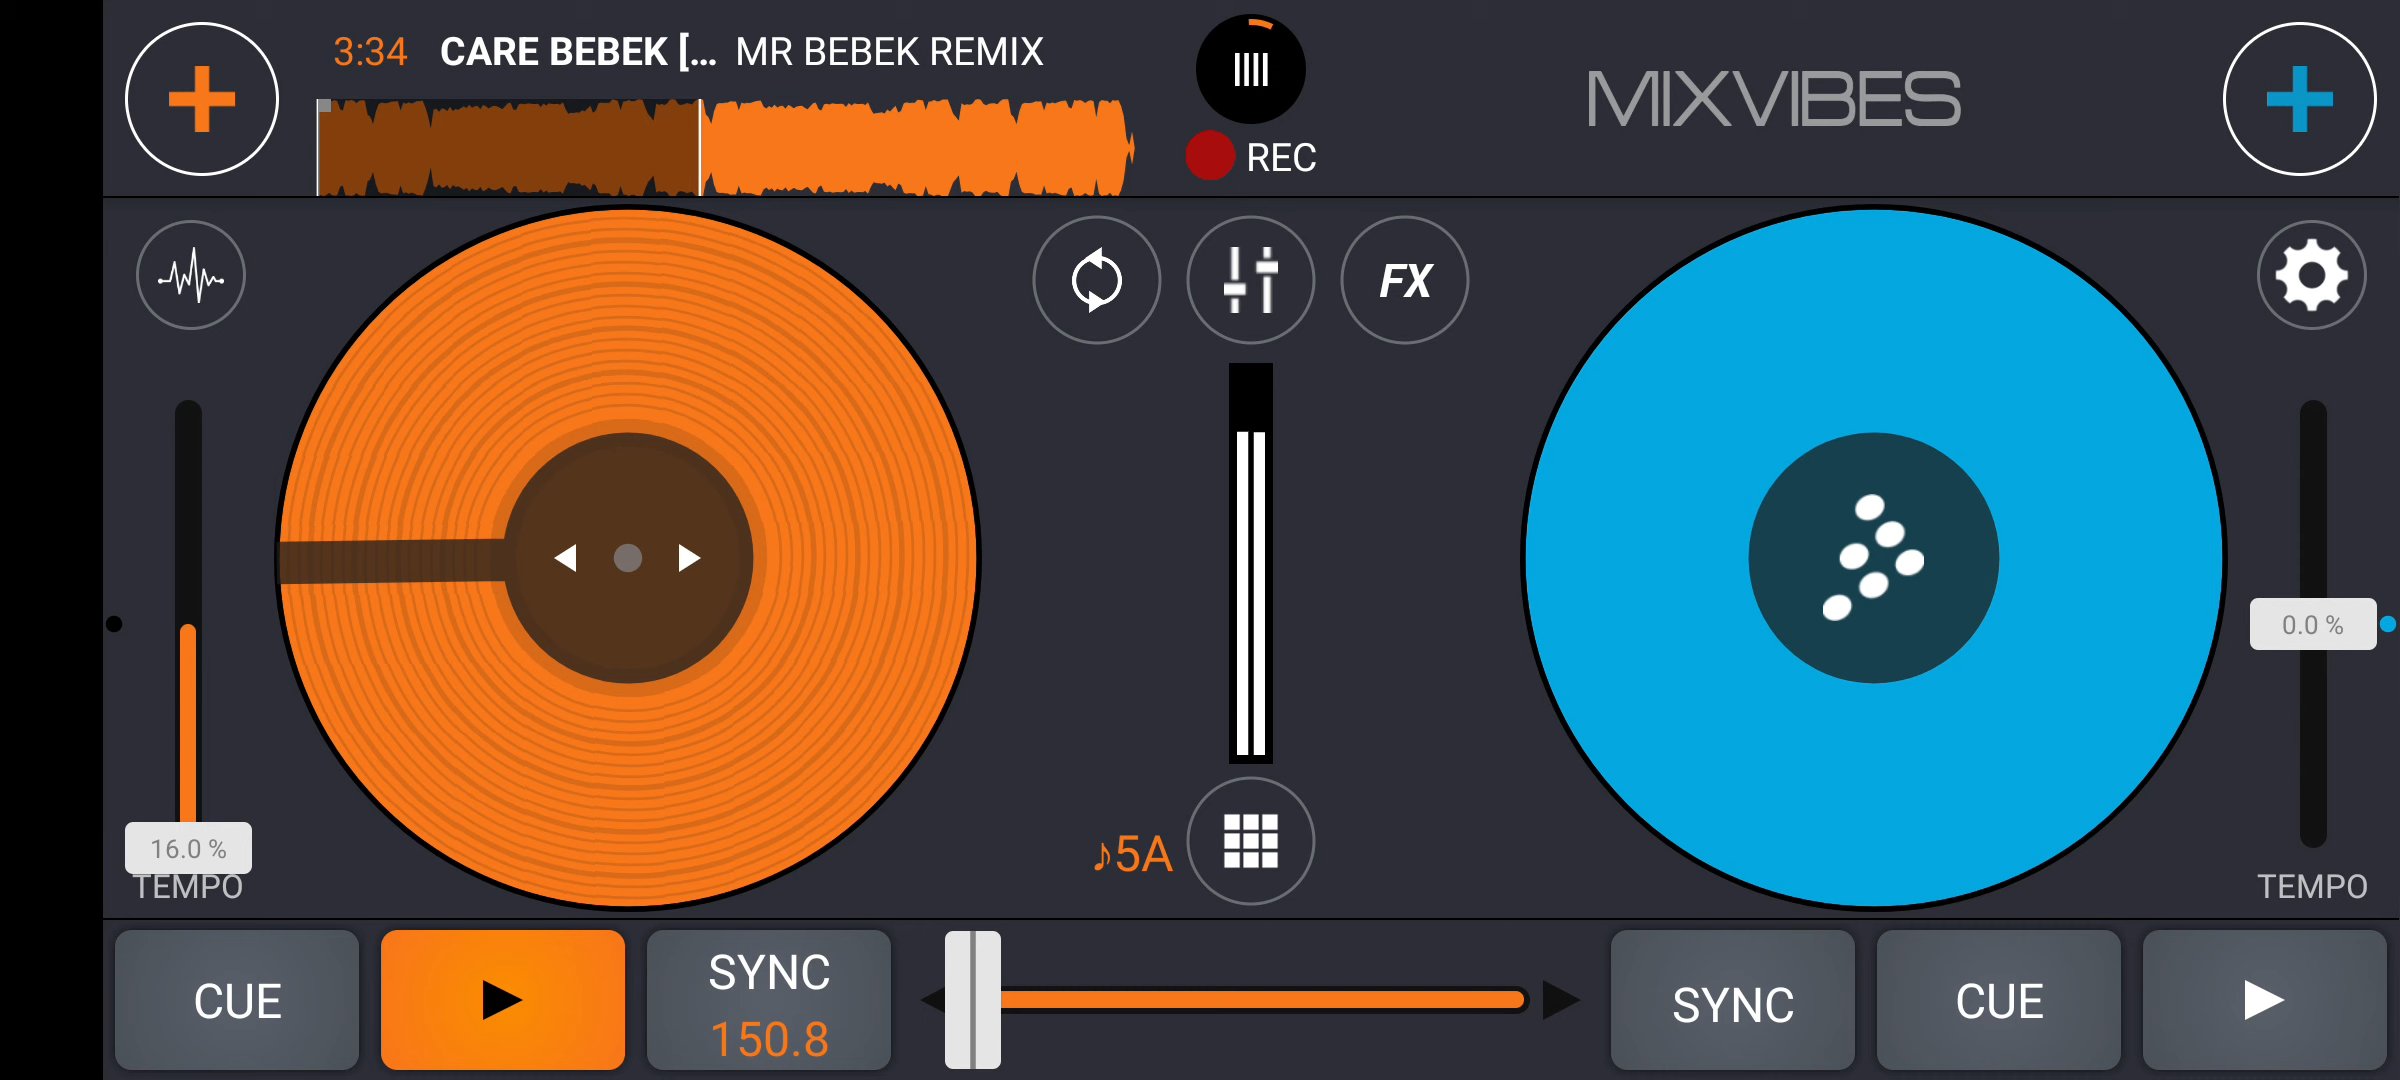 3:34 CARE BEBEK [... MR BEBEK REMIX
MIXVIBES
REC
FX
0.0 %
16.0 %
TEMPO
♪5A
TEMPO
CUE
SYNC
150.8
SYNC
CUE